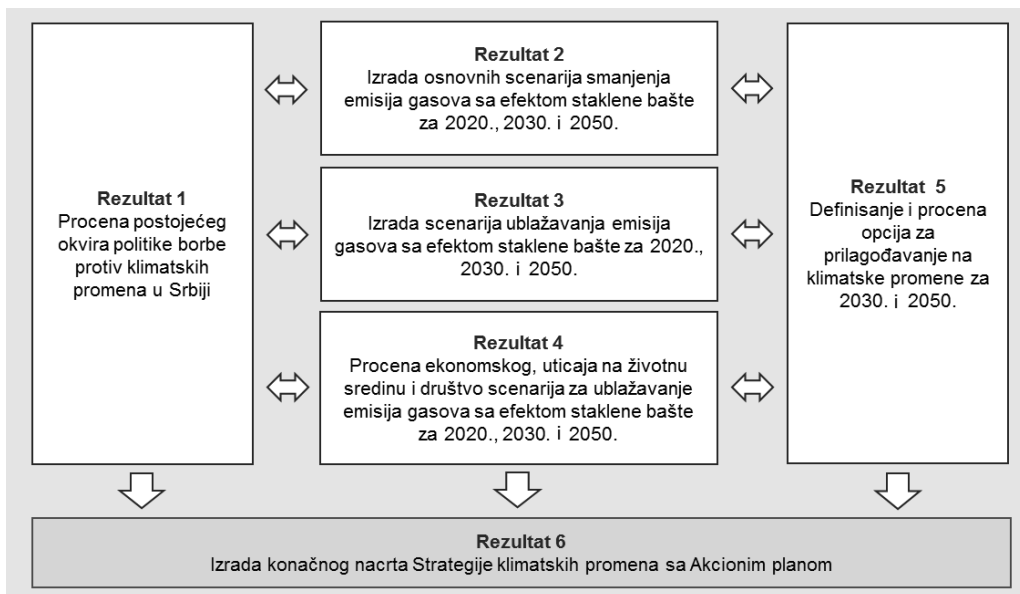 Rezultat 1
Procena postojećeg
okvira politike borbe
protiv klimatskih
promena u Srbiji
Rezultat 2
Izrada osnovnih scenarija smanjenja
emisija gasova sa efektom staklene bašte
za 2020., 2030. i 2050.
Rezultat 3
Izrada scenarija ublažavanja emisija
gasova sa efektom staklene bašte za 2020.,
2030. i 2050.
Rezultat 4
Procena ekonomskog, uticaja na životnu
sredinu i društvo scenarija za ublažavanje
emisija gasova sa efektom staklene bašte
za 2020., 2030. i 2050.
Rezultat 5
Definisanje i procena
opcija za
prilagođavanje na
klimatske promene za
2030. i 2050.
Rezultat 6
Izrada konačnog nacrta Strategije klimatskih promena sa Akcionim planom